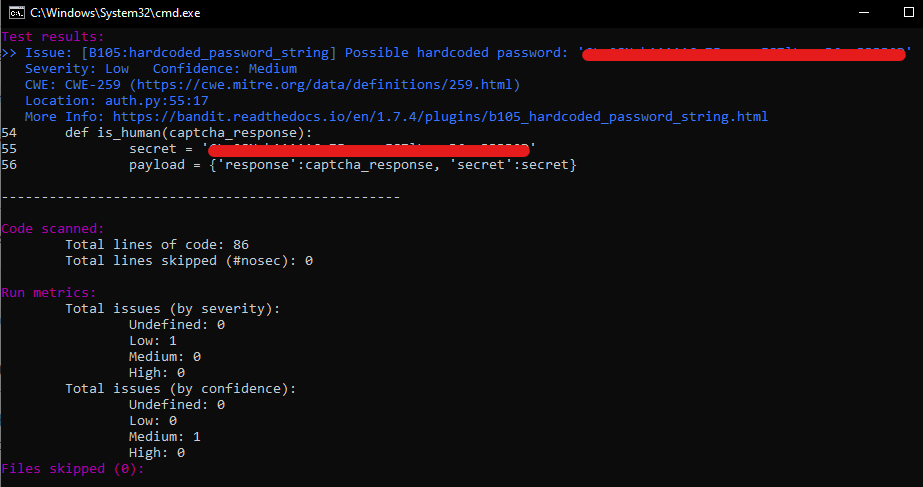 C:\Windows\System32\cmd.exe
Test results:
>> Issue: [B105:hardcoded_password_string] Possible hardcoded password: ' '
   Severity: Low   Confidence: Medium
   CWE: CWE-259 (https://cwe.mitre.org/data/definitions/259.html)
   Location: auth.py:55:17
   More Info: https://bandit.readthedocs.io/en/1.7.4/plugins/b105_hardcoded_password_string.html
54      def is_human(captcha_response):
55              secret = ' '
56              payload = {'response':captcha_response, 'secret':secret}
--------------------------------------------------
Code scanned:
        Total lines of code: 86
        Total lines skipped (#nosec): 0
Run metrics:
        Total issues (by severity):
                Undefined: 0
                Low: 1
                Medium: 0
                High: 0
        Total issues (by confidence):
                Undefined: 0
                Low: 0
                Medium: 1
                High: 0
Files skipped (0):